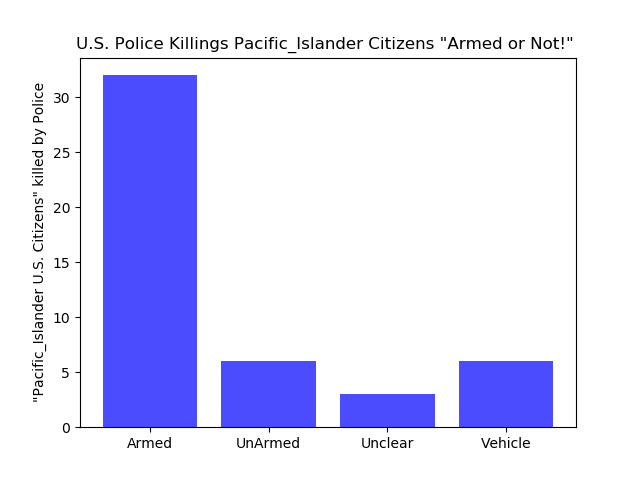 U.S. Police Killings Pacific_Islander Citizens "Armed or Not!"
"Pacific_Islander U.S. Citizens" killed by Police
30
25
20
15
10
5
0
Armed UnArmed Unclear Vehicle